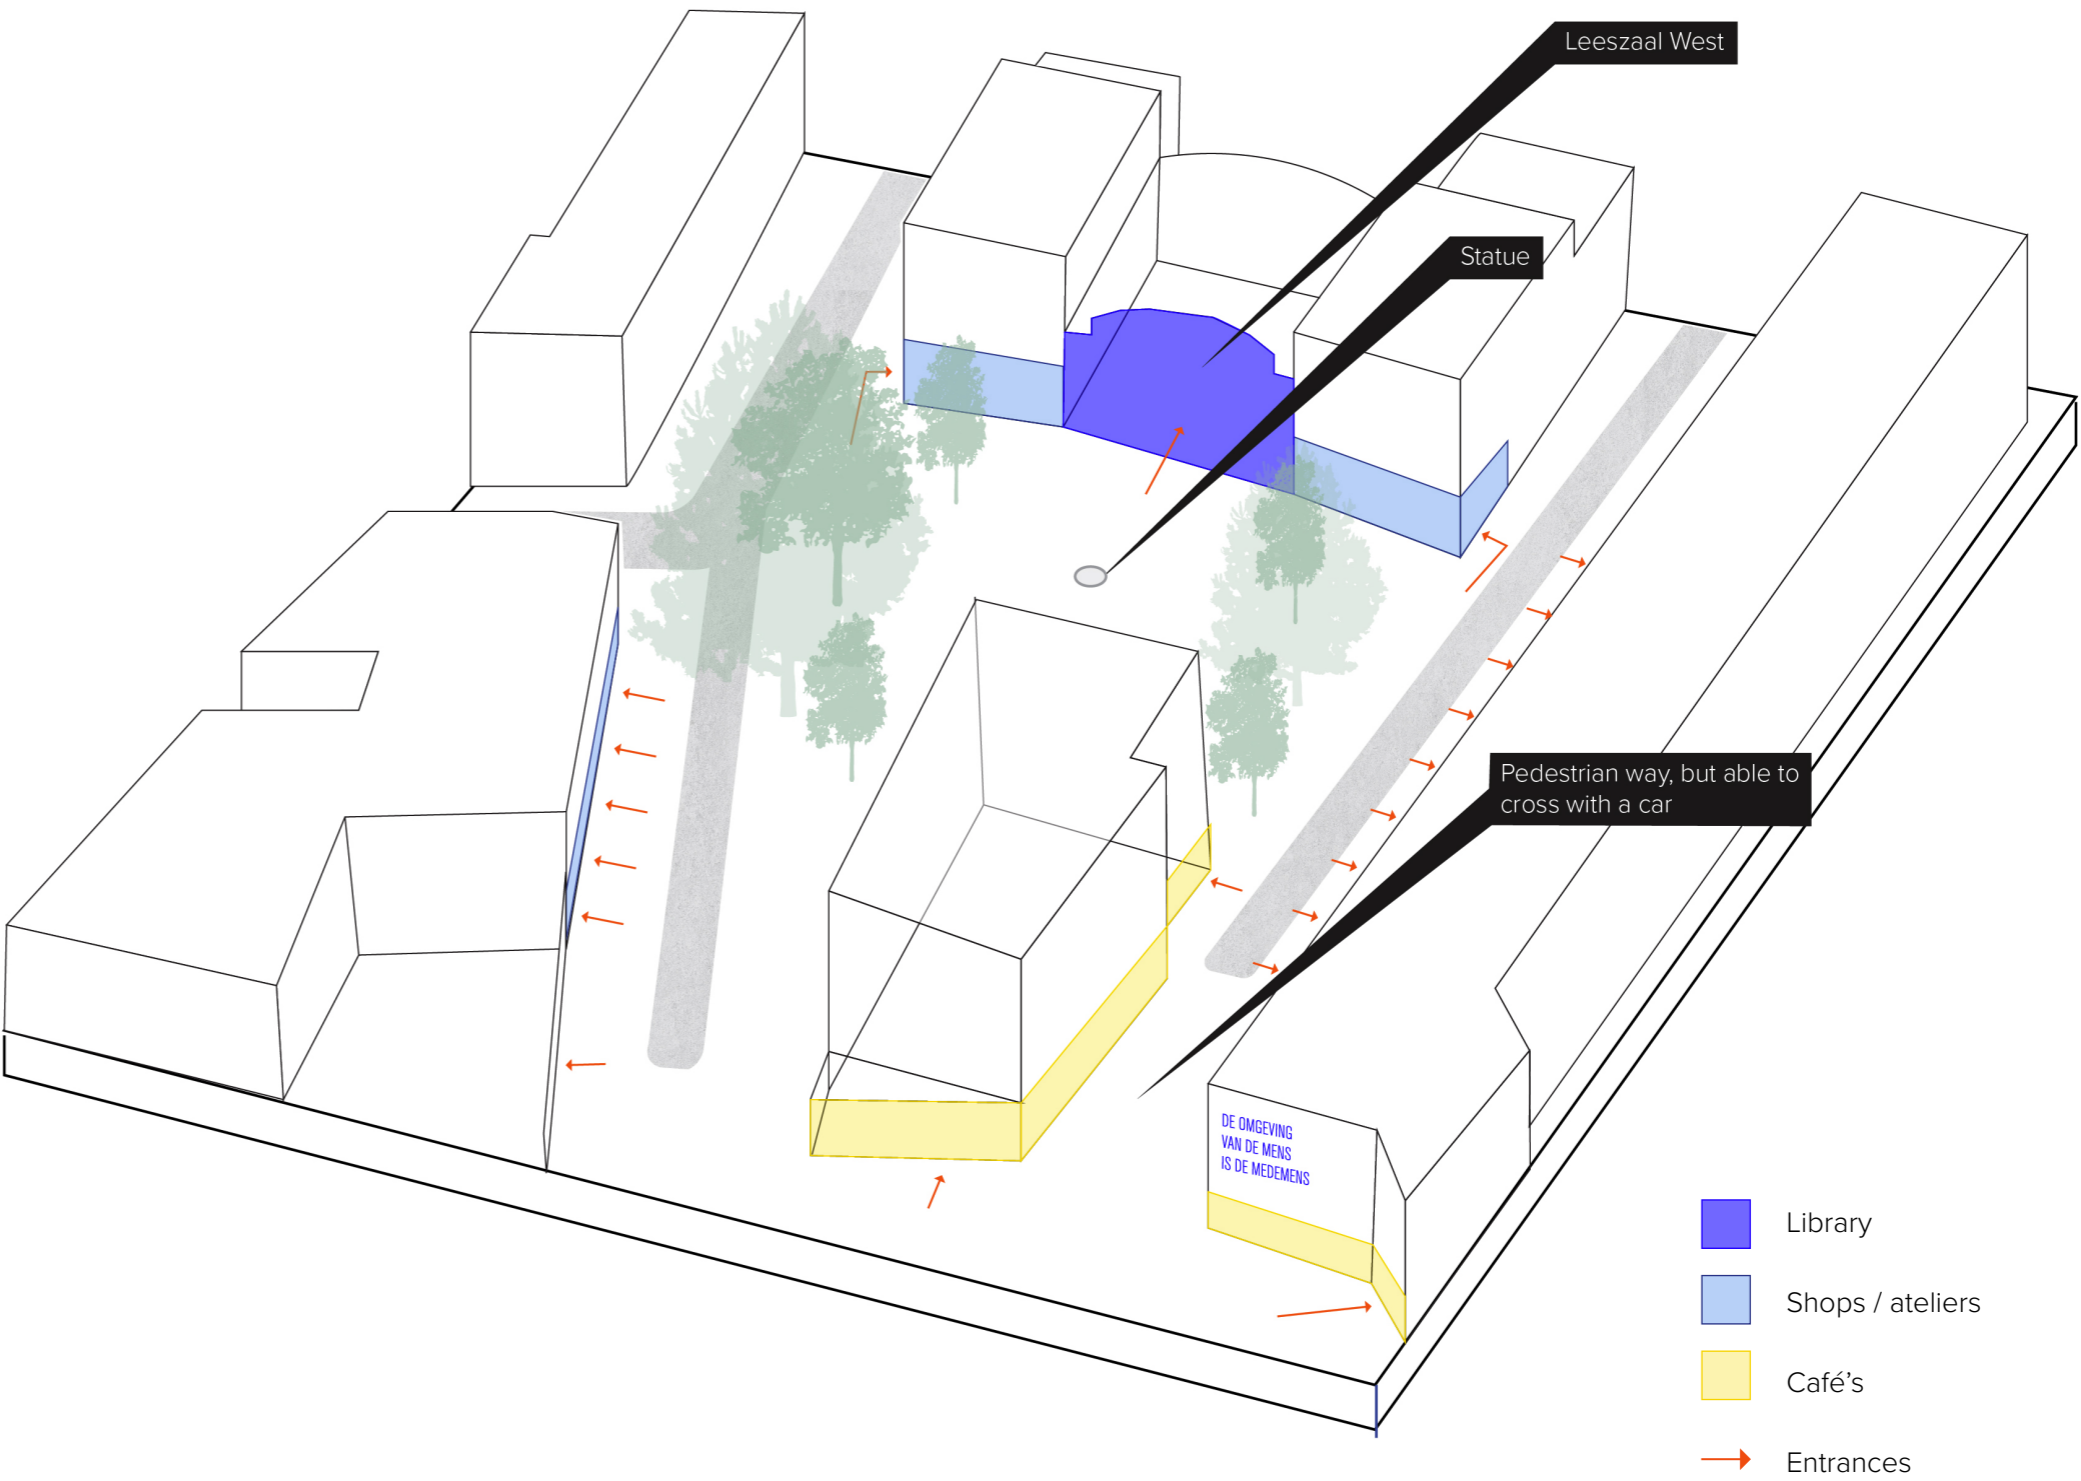 Leeszaal West
Statue
Pedestrian way, but able to
cross with a car
DE OMGEVING
VAN DE MENS
IS DE MEDEMENS
Library
Shops / ateliers
Café's
Entrances